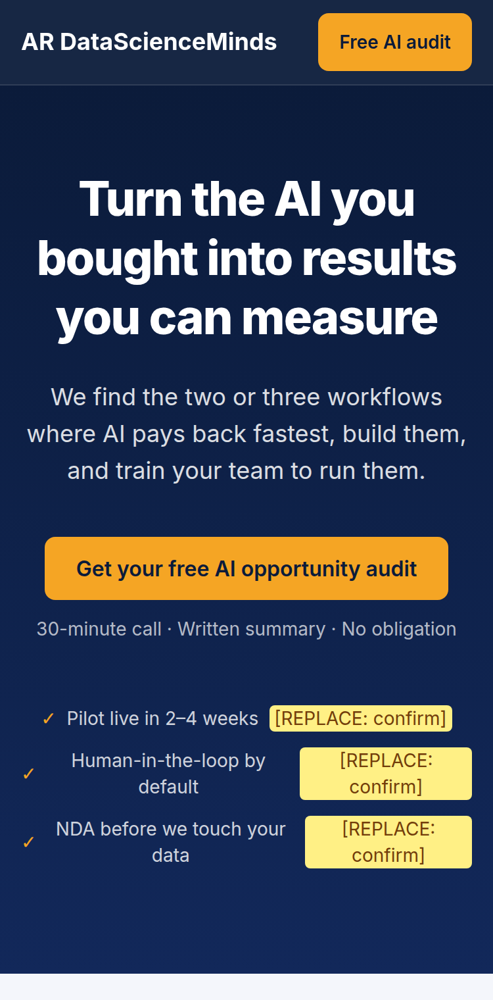 AR DataScienceMinds
Free AI audit
Turn the AI you
bought into results
you can measure
We find the two or three workflows
where AI pays back fastest, build them,
and train your team to run them.
Get your free AI opportunity audit
30-minute call · Written summary · No obligation
✓ Pilot live in 2–4 weeks [REPLACE: confirm]
✓ Human-in-the-loop by
default
[REPLACE:
confirm]
✓ NDA before we touch your
data
[REPLACE:
confirm]